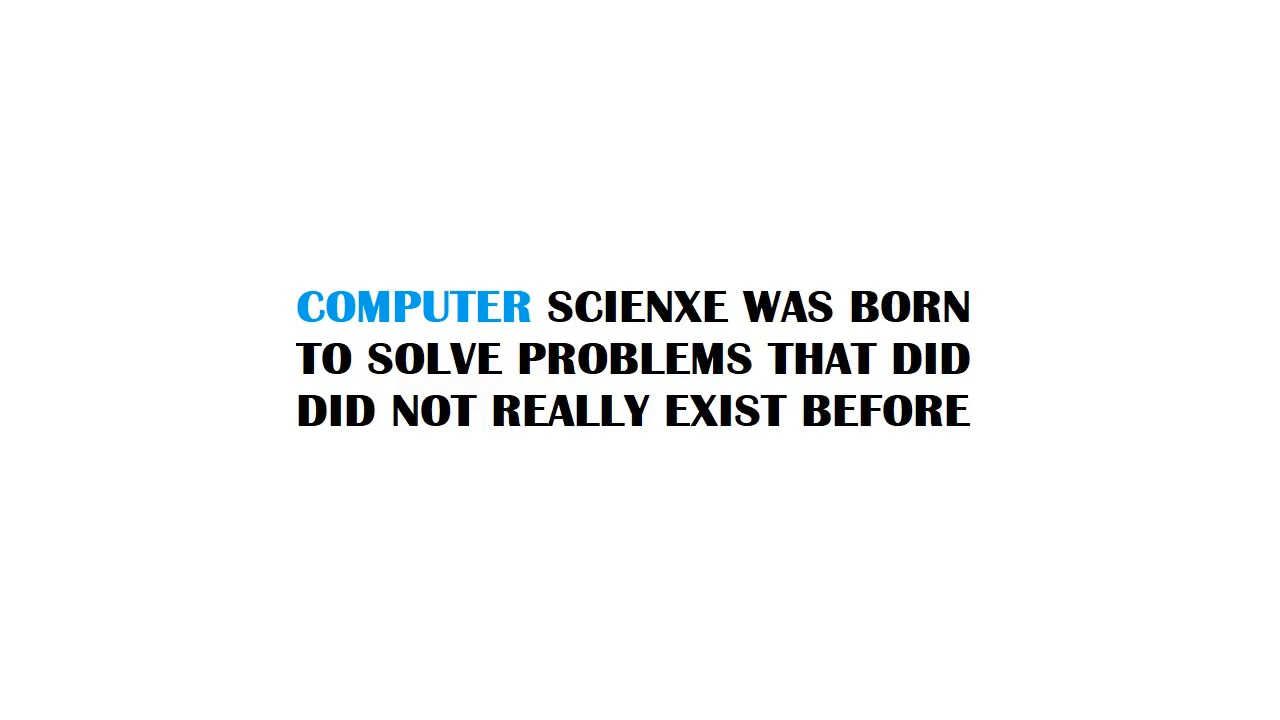 COMPUTER SCIENXE WAS BORN
TO SOLVE PROBLEMS THAT DID
DID NOT REALLY EXIST BEFORE